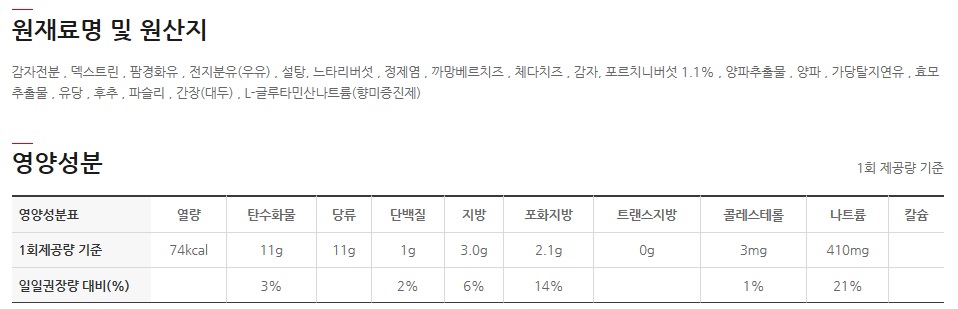 원재료명 및 원산지
감자전분 , 덱스트린 , 팜경화유 , 전지분유(우유) , 설탕, 느타리버섯 , 정제염 , 까망베르치즈 , 체다치즈 , 감자, 포르치니버섯 1.1% , 양파추출물 , 양파 , 가당탈지연유 , 효모
추출물 , 유당 , 후추 , 파슬리 , 간장(대두) , L-글루타민산나트륨(향미증진제)
영양성분
1회 제공량 기준
영양성분표 열량 탄수화물 당류 단백질 지방 포화지방 트랜스지방 콜레스테롤 나트륨 칼슘
1회제공량 기준 74kcal 11g 11g 1g 3.0g 2.1g 0g 3mg 410mg
일일권장량 대비(%) 3% 2% 6% 14% 1% 21%